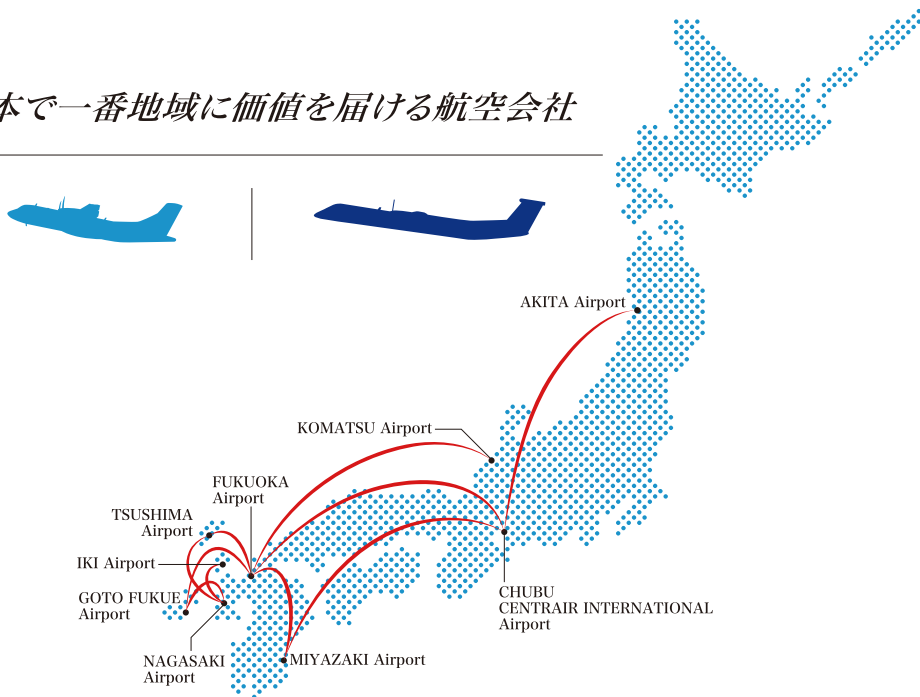 本で一番地域に価値を届ける航空会社
AKITA Airport
KOMATSU Airport
FUKUOKA
Airport
TSUSHIMA
Airport
IKI Airport
GOTO FUKUE
Airport
CHUBU
CENTRAIR INTERNATIONAL
Airport
NAGASAKI
Airport
MIYAZAKI Airport